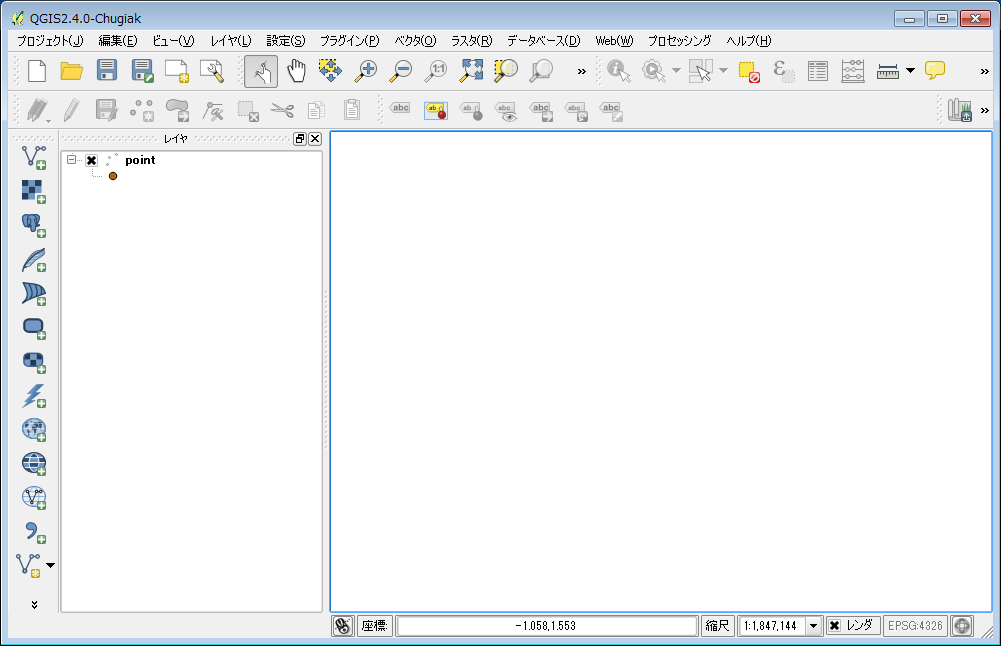 QGIS2.4.0-Chugiak
プロジェクト(J) 編集(E) ビュー(V) レイヤ(L) 設定(S) プラグイン(P) ベクタ(O) ラスタ(R) データベース(D) Web(W) プロセッシング ヘルプ(H)
1:1
ε
abc ab abc abc abc abc
レイヤ
point
座標: -1.058,1.553 縮尺 1:1,847,144 レンダ EPSG:4326